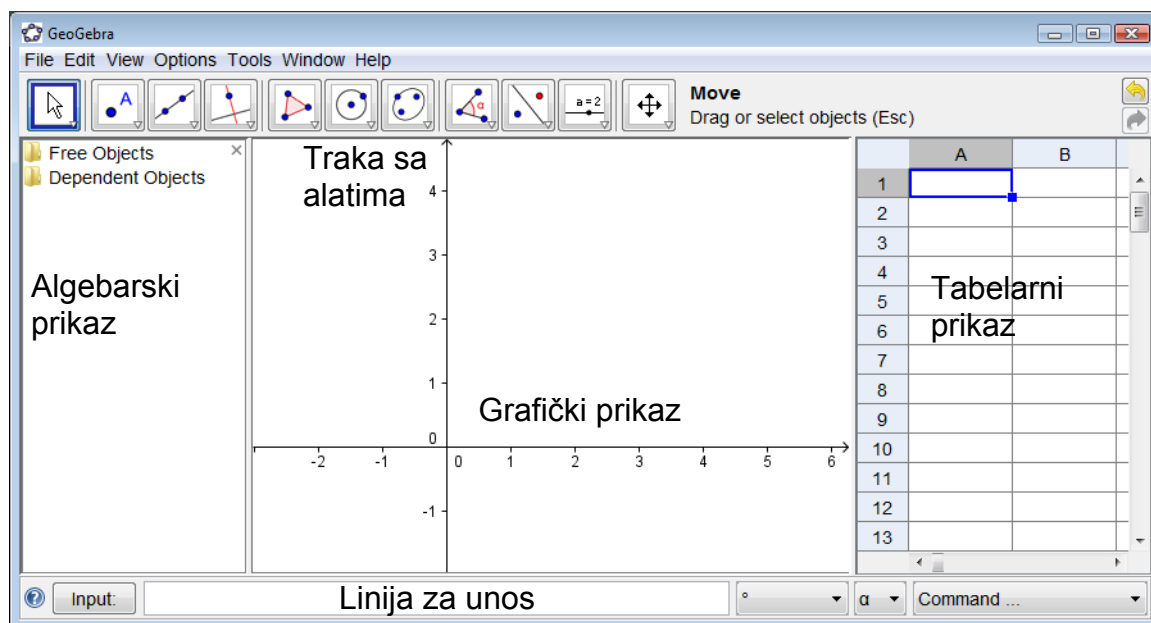 GeoGebra
File Edit View Options Tools Window Help
A
α
a = 2
Move
Drag or select objects (Esc)
Free Objects
Dependent Objects
Traka sa
alatima
Algebarski
prikaz
Grafički prikaz
4
3
2
1
0
-1
-2 -1 0 1 2 3 4 5 6
A B
1
2
3
4
5
6
7
8
9
10
11
12
13
Tabelarni
prikaz
Input: Linija za unos ° α Command ...